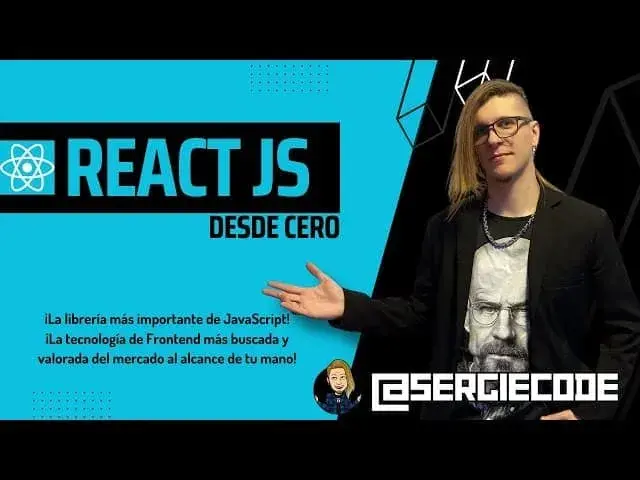 REACT JS
DESDE CERO
¡La librería más importante de JavaScript!
¡La tecnología de Frontend más buscada y
valorada del mercado al alcance de tu mano!
@SERGIECODE